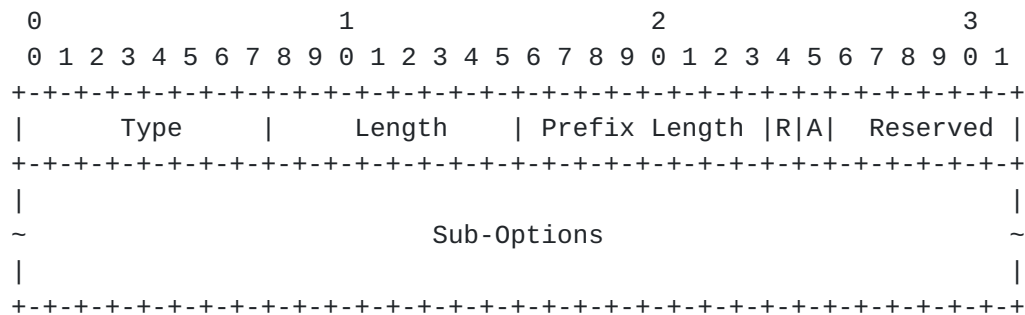 0                   1                   2                   3
 0 1 2 3 4 5 6 7 8 9 0 1 2 3 4 5 6 7 8 9 0 1 2 3 4 5 6 7 8 9 0 1
+-+-+-+-+-+-+-+-+-+-+-+-+-+-+-+-+-+-+-+-+-+-+-+-+-+-+-+-+-+-+-+-+
|      Type     |     Length    | Prefix Length |R|A|  Reserved |
+-+-+-+-+-+-+-+-+-+-+-+-+-+-+-+-+-+-+-+-+-+-+-+-+-+-+-+-+-+-+-+-+
|                                                               |
~                          Sub-Options                          ~
|                                                               |
+-+-+-+-+-+-+-+-+-+-+-+-+-+-+-+-+-+-+-+-+-+-+-+-+-+-+-+-+-+-+-+-+